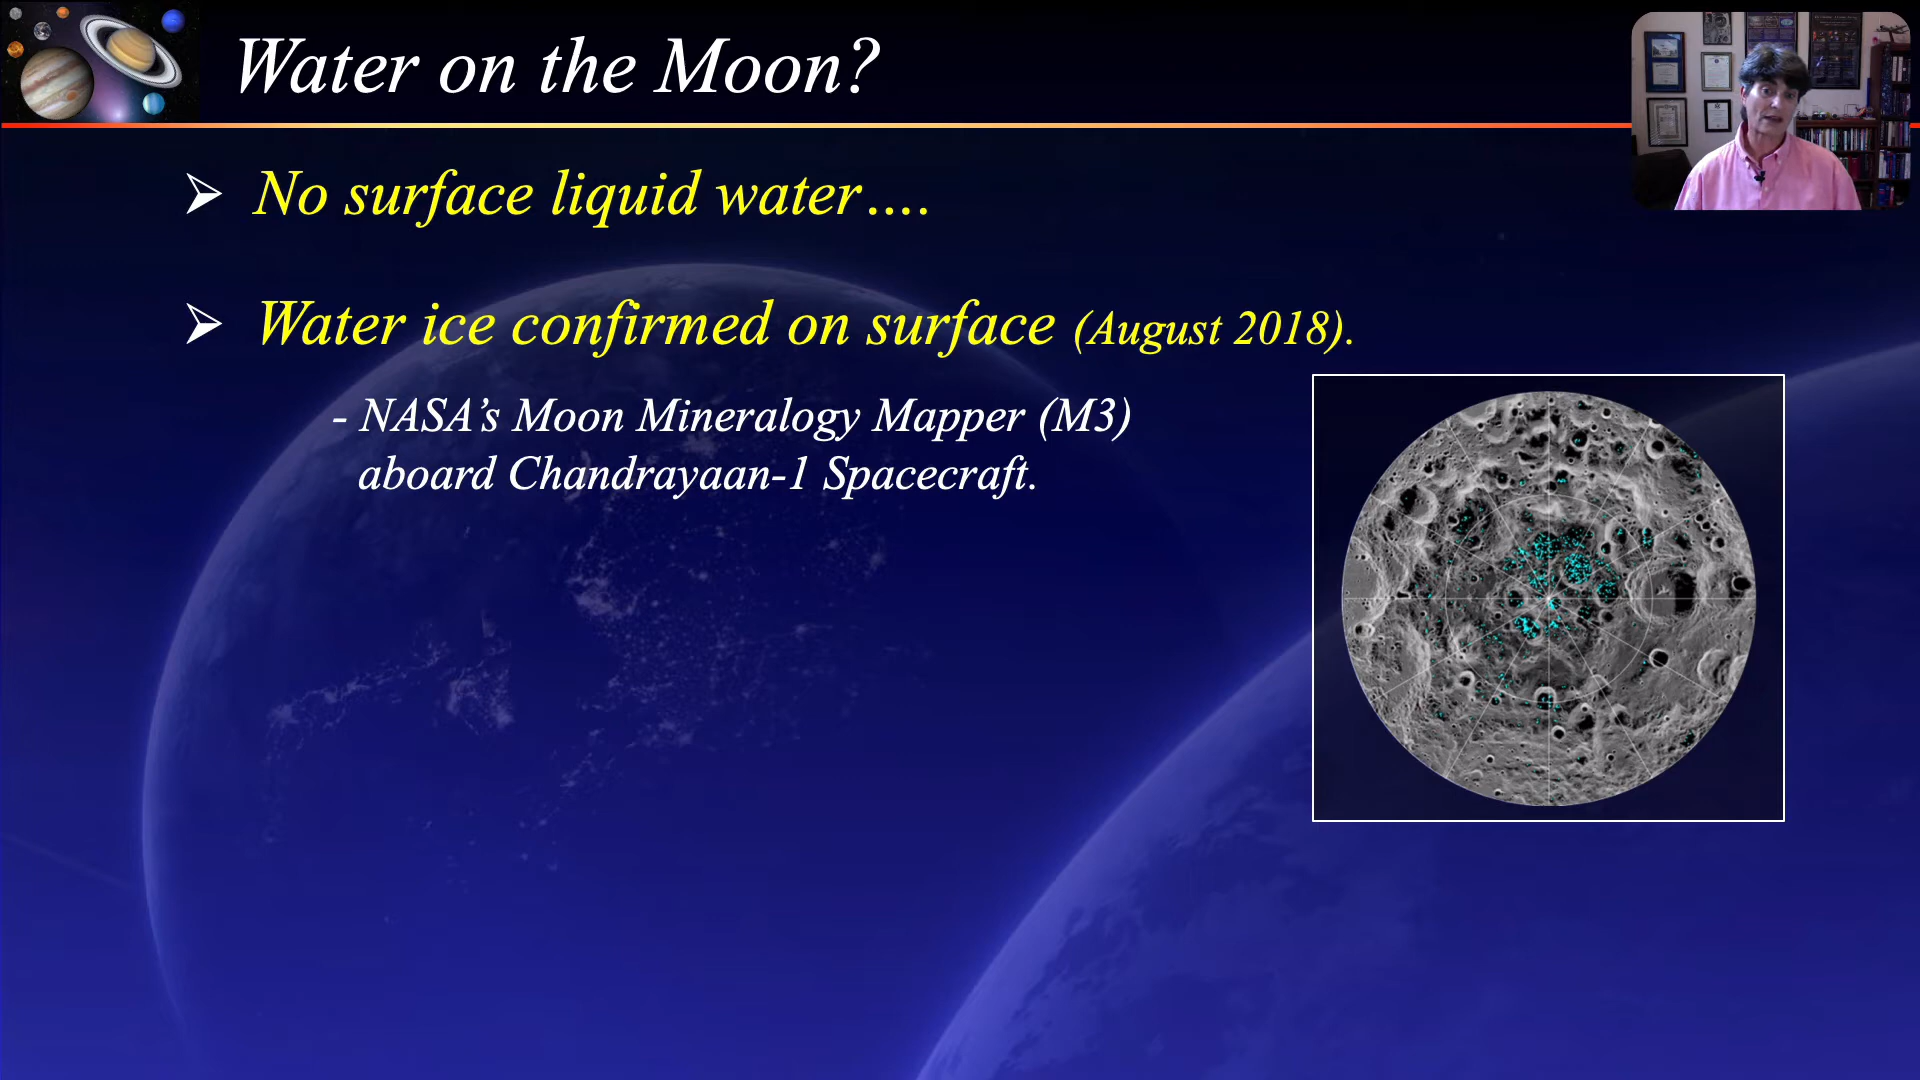 Water on the Moon?
➢ No surface liquid water….
➢ Water ice confirmed on surface (August 2018).
- NASA’s Moon Mineralogy Mapper (M3)
aboard Chandrayaan-1 Spacecraft.